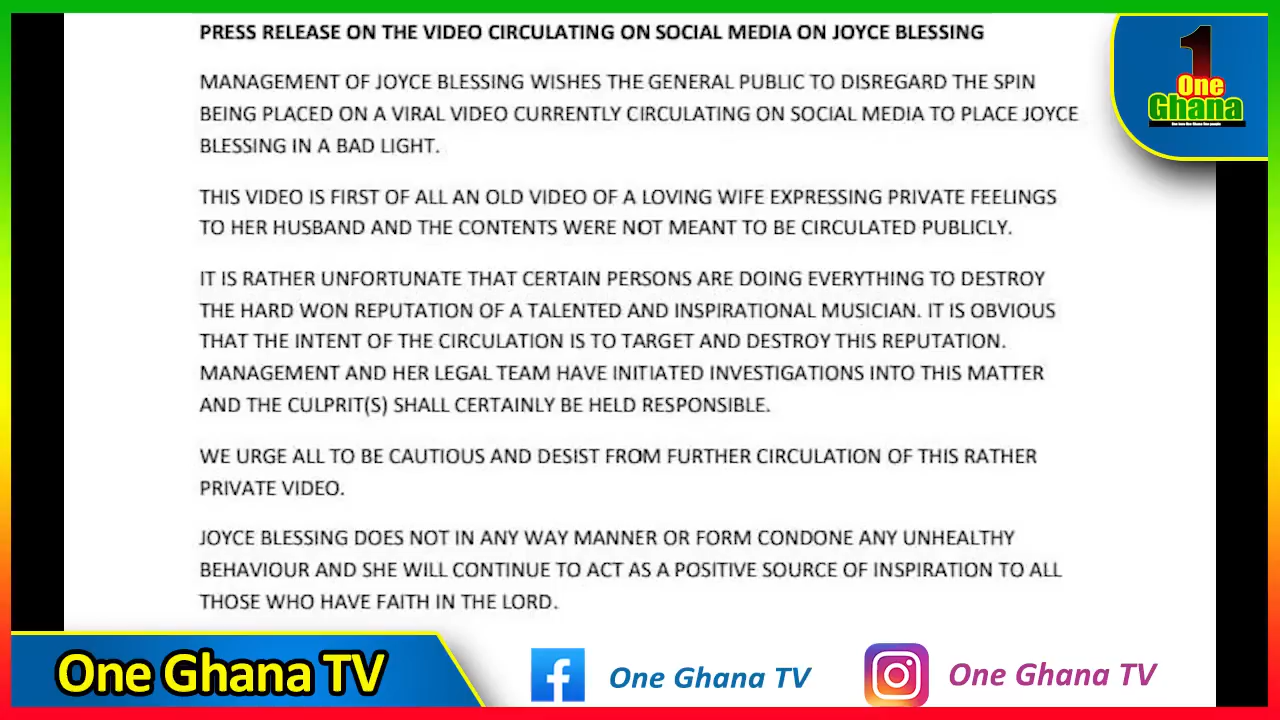 PRESS RELEASE ON THE VIDEO CIRCULATING ON SOCIAL MEDIA ON JOYCE BLESSING
MANAGEMENT OF JOYCE BLESSING WISHES THE GENERAL PUBLIC TO DISREGARD THE SPIN
BEING PLACED ON A VIRAL VIDEO CURRENTLY CIRCULATING ON SOCIAL MEDIA TO PLACE JOYCE
BLESSING IN A BAD LIGHT.
THIS VIDEO IS FIRST OF ALL AN OLD VIDEO OF A LOVING WIFE EXPRESSING PRIVATE FEELINGS
TO HER HUSBAND AND THE CONTENTS WERE NOT MEANT TO BE CIRCULATED PUBLICLY.
IT IS RATHER UNFORTUNATE THAT CERTAIN PERSONS ARE DOING EVERYTHING TO DESTROY
THE HARD WON REPUTATION OF A TALENTED AND INSPIRATIONAL MUSICIAN. IT IS OBVIOUS
THAT THE INTENT OF THE CIRCULATION IS TO TARGET AND DESTROY THIS REPUTATION.
MANAGEMENT AND HER LEGAL TEAM HAVE INITIATED INVESTIGATIONS INTO THIS MATTER
AND THE CULPRIT(S) SHALL CERTAINLY BE HELD RESPONSIBLE.
WE URGE ALL TO BE CAUTIOUS AND DESIST FROM FURTHER CIRCULATION OF THIS RATHER
PRIVATE VIDEO.
JOYCE BLESSING DOES NOT IN ANY WAY MANNER OR FORM CONDONE ANY UNHEALTHY
BEHAVIOUR AND SHE WILL CONTINUE TO ACT AS A POSITIVE SOURCE OF INSPIRATION TO ALL
THOSE WHO HAVE FAITH IN THE LORD.
1
One
Ghana
One Ghana TV
One Ghana TV
One Ghana TV